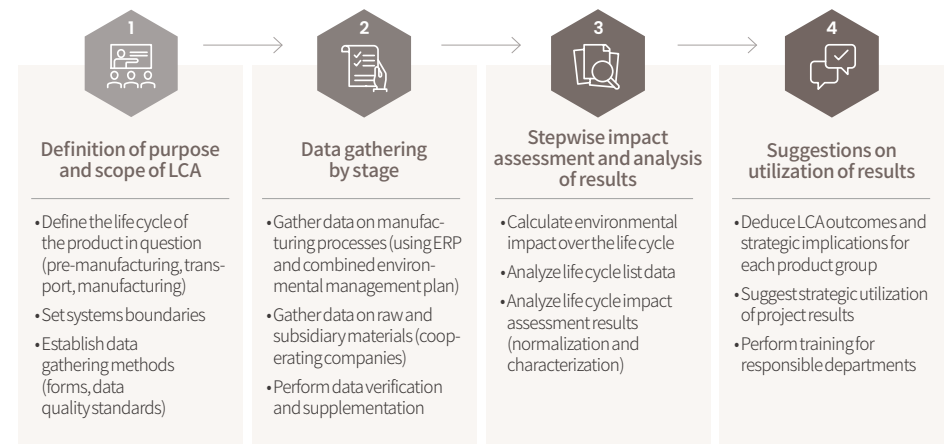 1
Definition of purpose
and scope of LCA
• Define the life cycle of
the product in question
(pre-manufacturing, trans-
port, manufacturing)
• Set systems boundaries
• Establish data
gathering methods
(forms, data
quality standards)
2
Data gathering
by stage
• Gather data on manufac-
turing processes (using ERP
and combined environ-
mental management plan)
• Gather data on raw and
subsidiary materials (coop-
erating companies)
• Perform data verification
and supplementation
3
Stepwise impact
assessment and analysis
of results
• Calculate environmental
impact over the life cycle
• Analyze life cycle list data
• Analyze life cycle impact
assessment results
(normalization and
characterization)
4
Suggestions on
utilization of results
• Deduce LCA outcomes and
strategic implications for
each product group
• Suggest strategic utilization
of project results
• Perform training for
responsible departments